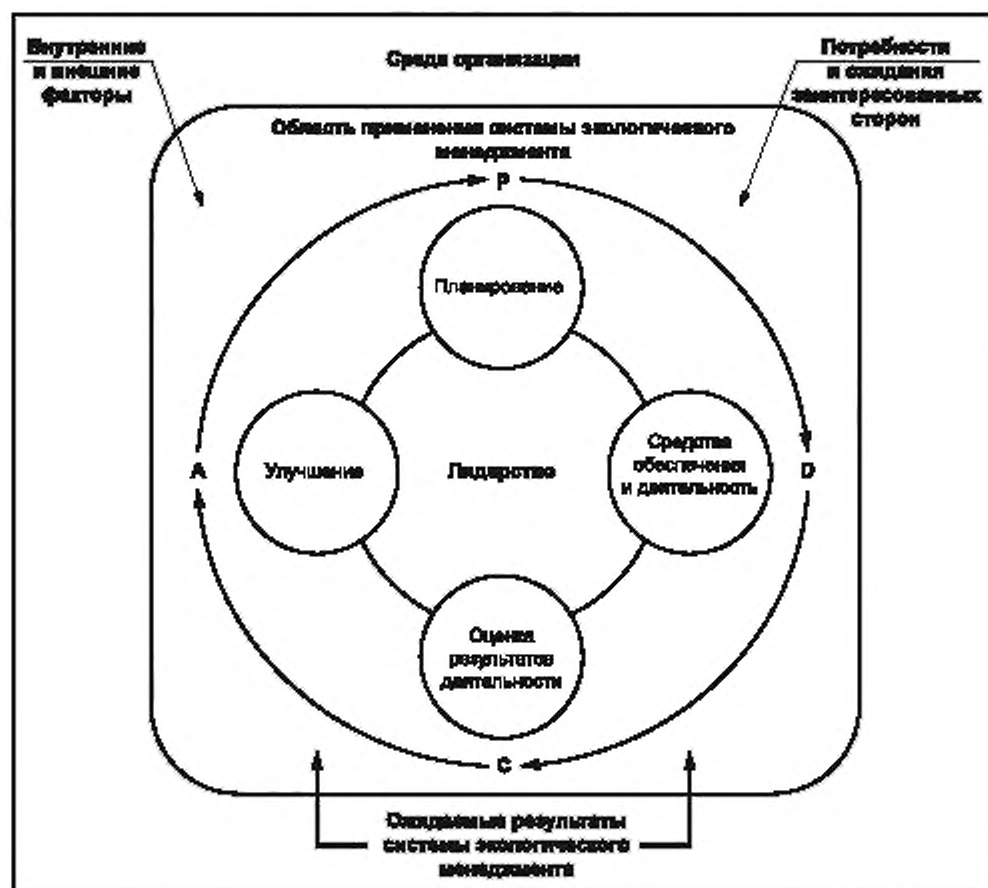 Внутренние
и внешние
факторы
Среда организации
Потребности
и ожидания
заинтересованных
сторон
Область применения системы экологического
менеджмента
P
Планирование
Улучшение
Лидерство
Средства
обеспечения
и деятельность
A
D
Оценка
результатов
деятельности
C
Ожидаемые результаты
системы экологического
менеджмента